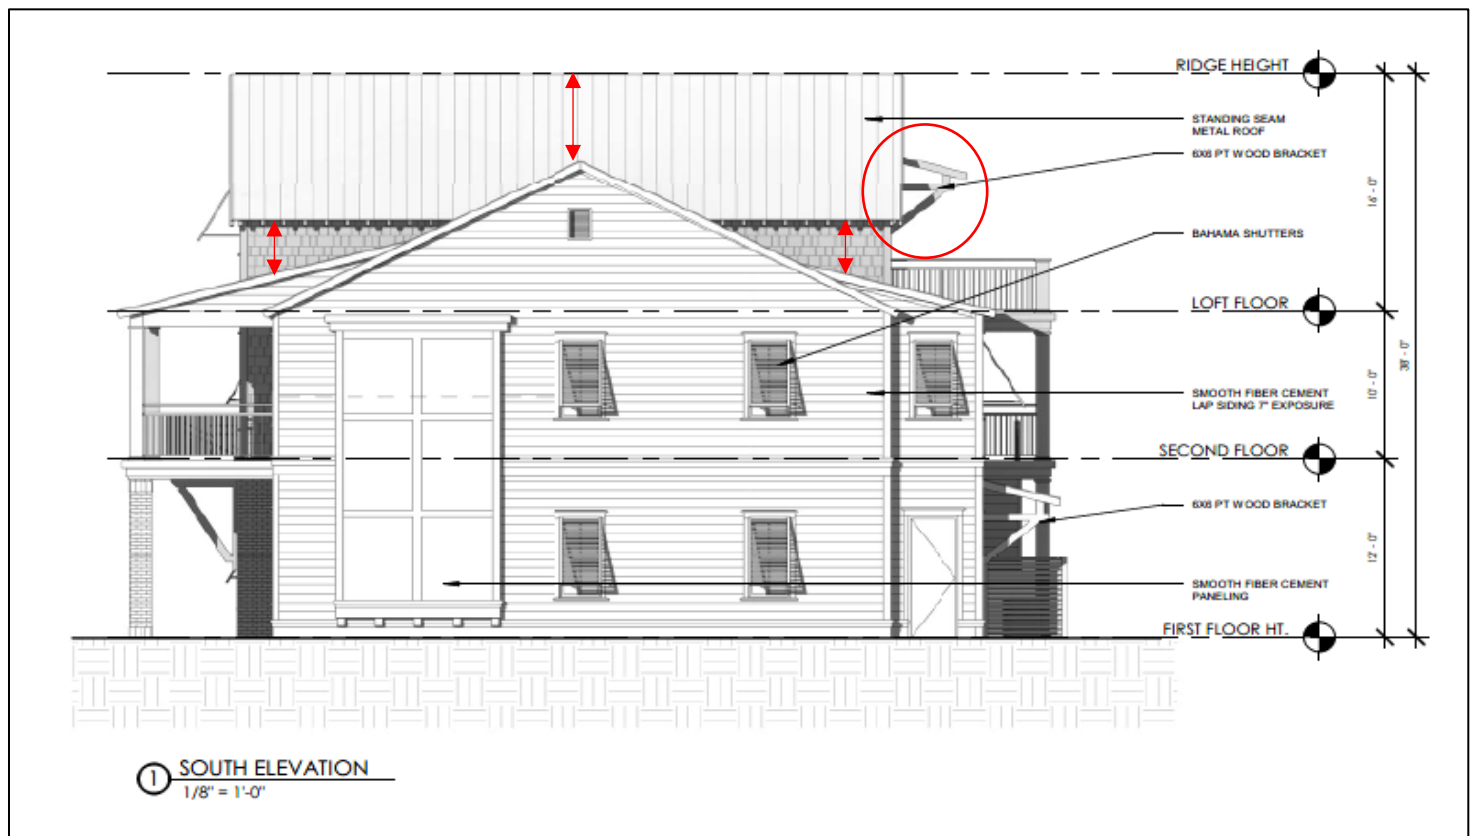 RIDGE HEIGHT
STANDING SEAM
METAL ROOF
6X6 PT WOOD BRACKET
16' - 0"
BAHAMA SHUTTERS
LOFT FLOOR
38' - 0"
10' - 0"
SMOOTH FIBER CEMENT
LAP SIDING 7" EXPOSURE
SECOND FLOOR
6X6 PT WOOD BRACKET
12' - 0"
SMOOTH FIBER CEMENT
PANELING
FIRST FLOOR HT.
1 SOUTH ELEVATION
1/8" = 1'-0"